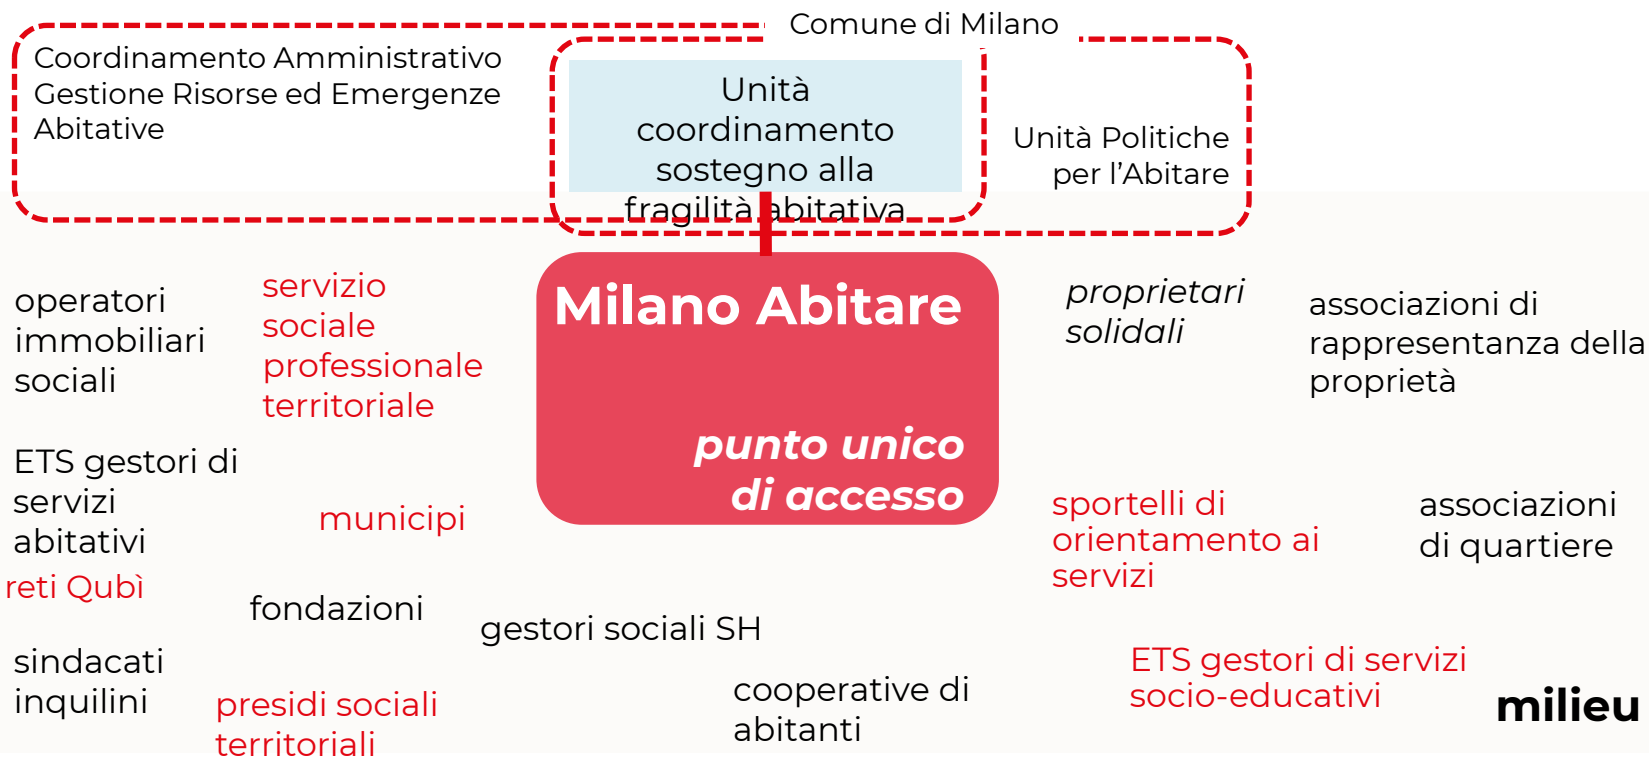 Comune di Milano
Coordinamento Amministrativo
Gestione Risorse ed Emergenze
Abitative
Unità
coordinamento
sostegno alla
fragilità abitativa
Unità Politiche
per l’Abitare
Milano Abitare
punto unico
di accesso
operatori
immobiliari
sociali
servizio
sociale
professionale
territoriale
proprietari
solidali
associazioni di
rappresentanza della
proprietà
ETS gestori di
servizi
abitativi
municipi
sportelli di
orientamento ai
servizi
associazioni
di quartiere
reti Qubì
fondazioni
gestori sociali SH
sindacati
inquilini
presidi sociali
territoriali
cooperative di
abitanti
ETS gestori di servizi
socio-educativi
milieu